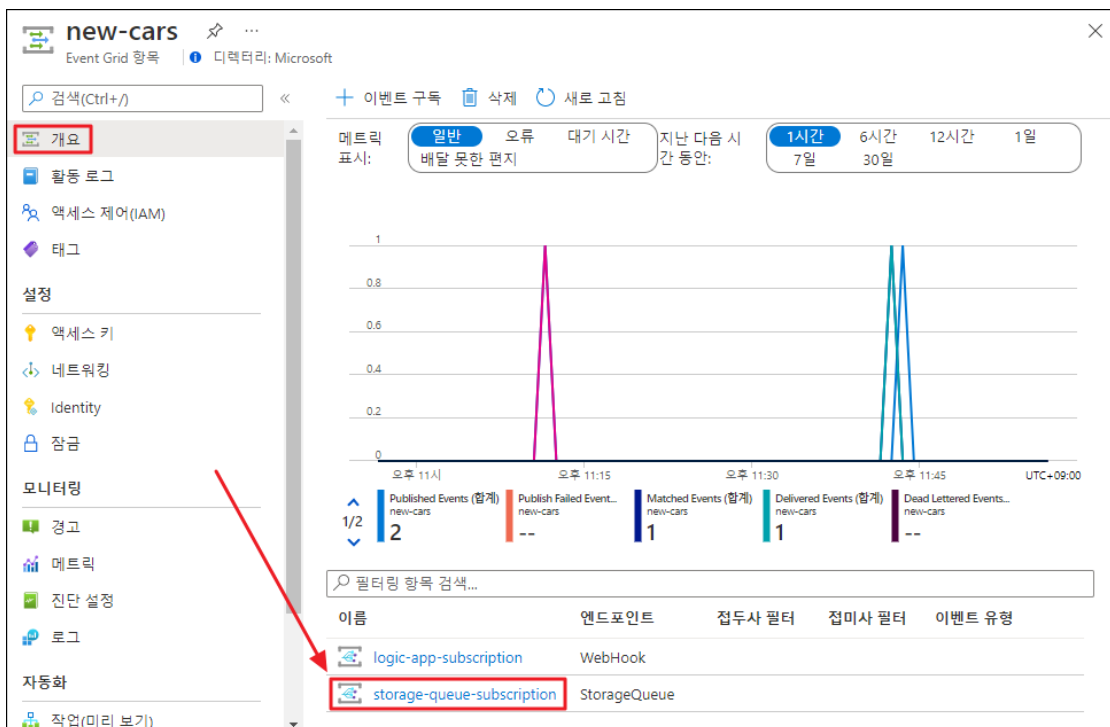 new-cars
Event Grid 항목
디렉터리: Microsoft
검색(Ctrl+/)
이벤트 구독 삭제 새로 고침
개요
활동 로그
액세스 제어(IAM)
태그
설정
액세스 키
네트워킹
Identity
잠금
모니터링
경고
메트릭
진단 설정
로그
자동화
작업(미리 보기)
메트릭
표시:
일반 오류 대기 시간
배달 못한 편지
지난 다음 시
간 동안:
1시간 6시간 12시간 1일
7일 30일
1
0.8
0.6
0.4
0.2
0
오후 11시 오후 11:15 오후 11:30 오후 11:45 UTC+09:00
1/2
Published Events (합계)
new-cars
2
Publish Failed Event...
new-cars
--
Matched Events (합계)
new-cars
1
Delivered Events (합계)
new-cars
1
Dead Lettered Events...
new-cars
--
필터링 항목 검색...
이름 엔드포인트 접두사 필터 접미사 필터 이벤트 유형
logic-app-subscription WebHook
storage-queue-subscription StorageQueue